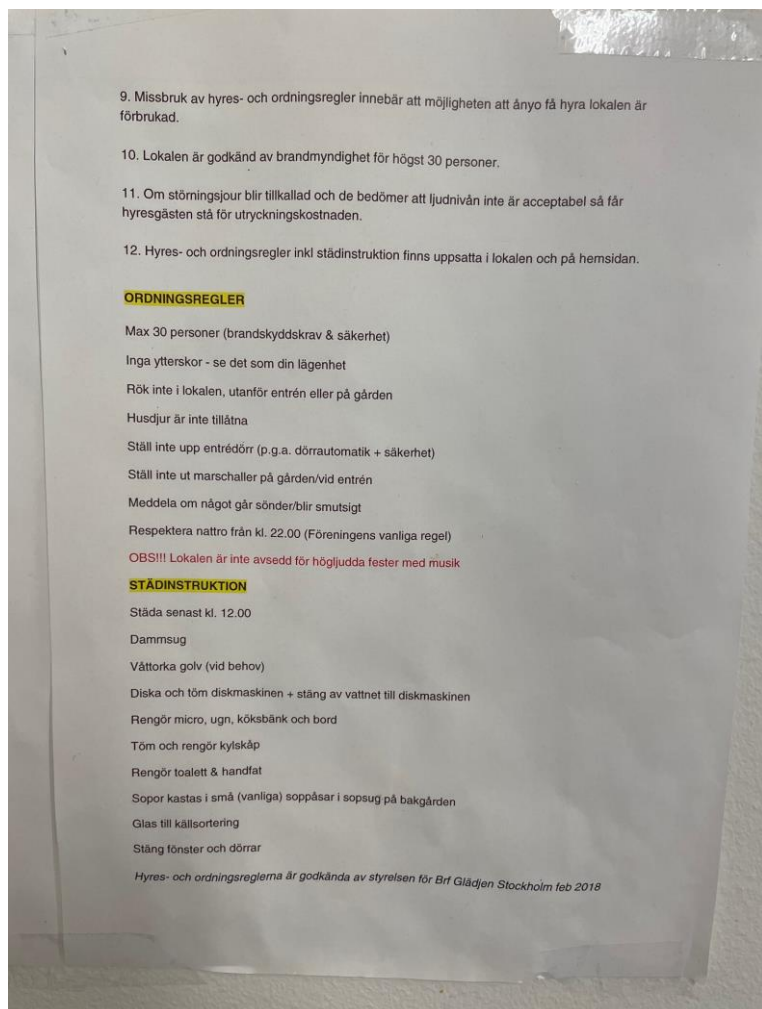 9. Missbruk av hyres- och ordningsregler innebär att möjligheten att ånyo få hyra lokalen är
förbrukad.
10. Lokalen är godkänd av brandmyndighet för högst 30 personer.
11. Om störningsjour blir tillkallad och de bedömer att ljudnivån inte är acceptabel så får
hyresgästen stå för utryckningskostnaden.
12. Hyres- och ordningsregler inkl städinstruktion finns uppsatta i lokalen och på hemsidan.
ORDNINGSREGLER
Max 30 personer (brandskyddskrav & säkerhet)
Inga ytterskor - se det som din lägenhet
Rök inte i lokalen, utanför entrén eller på gården
Husdjur är inte tillåtna
Ställ inte upp entrédörr (p.g.a. dörrautomatik + säkerhet)
Ställ inte ut marschaller på gården/vid entrén
Meddela om något går sönder/blir smutsigt
Respektera nattro från kl. 22.00 (Föreningens vanliga regel)
OBS!!! Lokalen är inte avsedd för högljudda fester med musik
STÄDINSTRUKTION
Städa senast kl. 12.00
Dammsug
Våttorka golv (vid behov)
Diska och töm diskmaskinen + stäng av vattnet till diskmaskinen
Rengör micro, ugn, köksbänk och bord
Töm och rengör kylskåp
Rengör toalett & handfat
Sopor kastas i små (vanliga) soppåsar i sopsug på bakgården
Glas till källsortering
Stäng fönster och dörrar
Hyres- och ordningsreglerna är godkända av styrelsen för Brf Glädjen Stockholm feb 2018